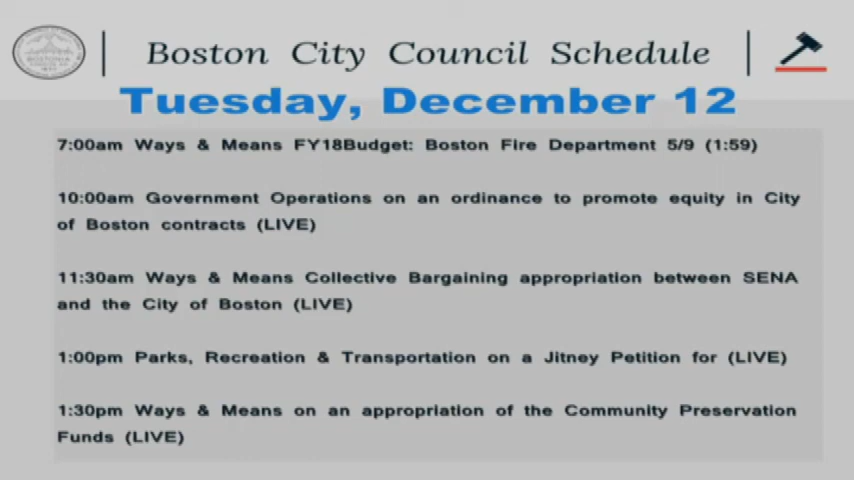 Boston City Council Schedule
Tuesday, December 12
7:00am Ways & Means FY18Budget: Boston Fire Department 5/9 (1:59)
10:00am Government Operations on an ordinance to promote equity in City
of Boston contracts (LIVE)
11:30am Ways & Means Collective Bargaining appropriation between SENA
and the City of Boston (LIVE)
1:00pm Parks, Recreation & Transportation on a Jitney Petition for (LIVE)
1:30pm Ways & Means on an appropriation of the Community Preservation
Funds (LIVE)